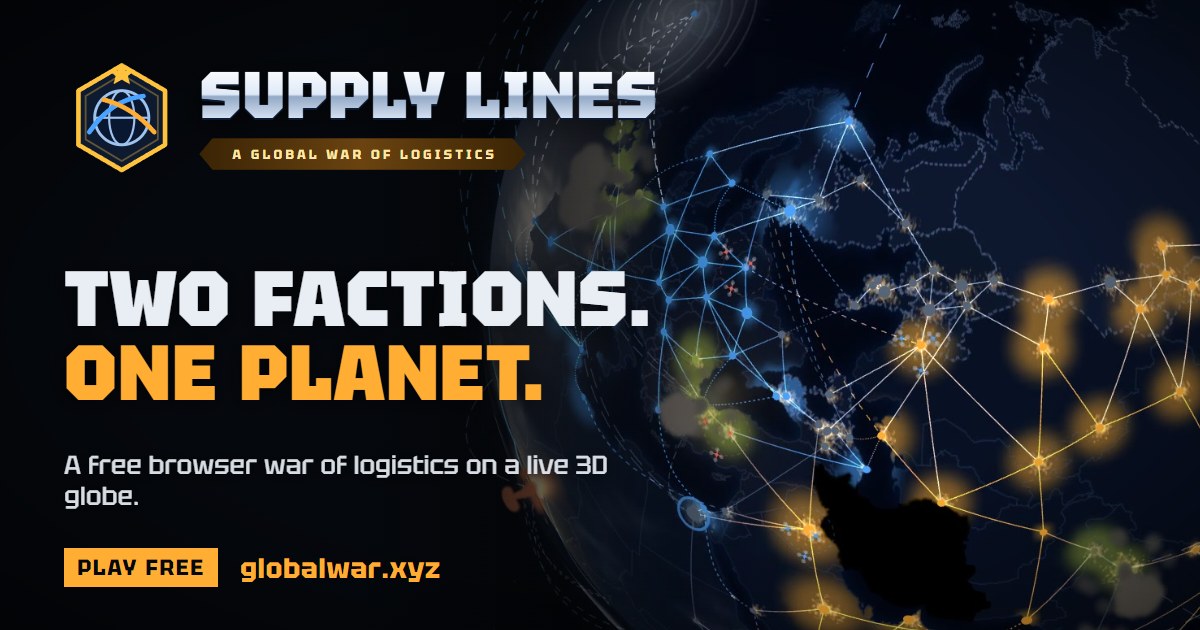 SUPPLY LINES
A GLOBAL WAR OF LOGISTICS
TWO FACTIONS.
ONE PLANET.
A free browser war of logistics on a live 3D
globe.
PLAY FREE globalwar.xyz